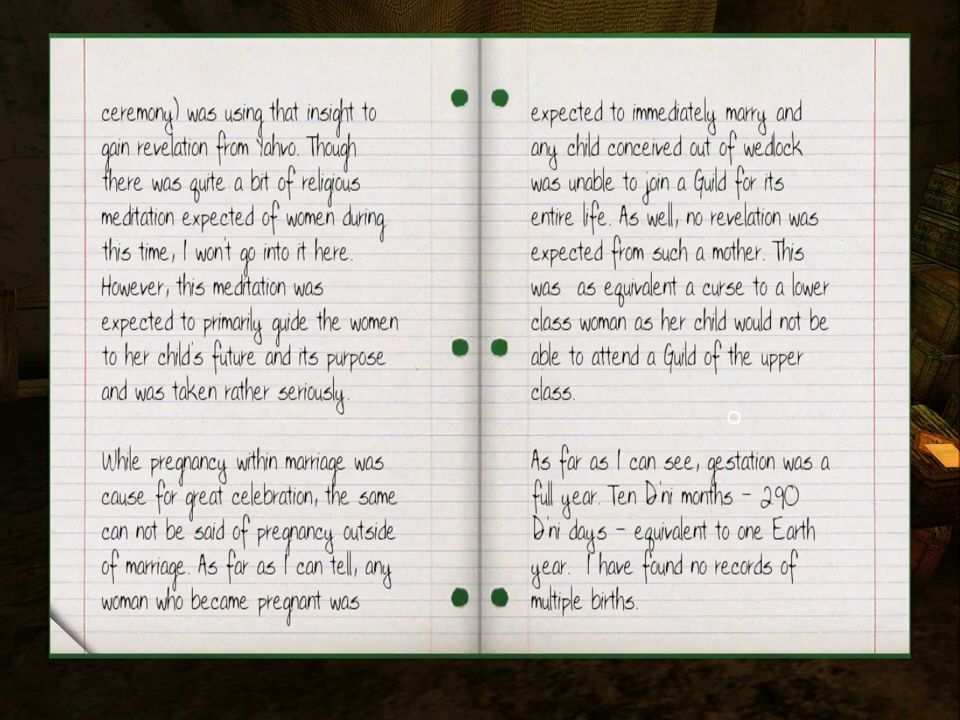 ceremony) was using that insight to
gain revelation from Yahvo. Though
there was quite a bit of religious
meditation expected of women during
this time, I won't go into it here.
However, this meditation was
expected to primarily guide the women
to her child's future and its purpose
and was taken rather seriously.
While pregnancy within marriage was
cause for great celebration, the same
can not be said of pregnancy outside
of marriage. As far as I can tell, any
woman who became pregnant was
expected to immediately marry and
any child conceived out of wedlock
was unable to join a Guild for its
entire life. As well, no revelation was
expected from such a mother. This
was as equivalent a curse to a lower
class woman as her child would not be
able to attend a Guild of the upper
class.
As far as I can see, gestation was a
full year. Ten D'ni months - 290
D'ni days - equivalent to one Earth
year. I have found no records of
multiple births.